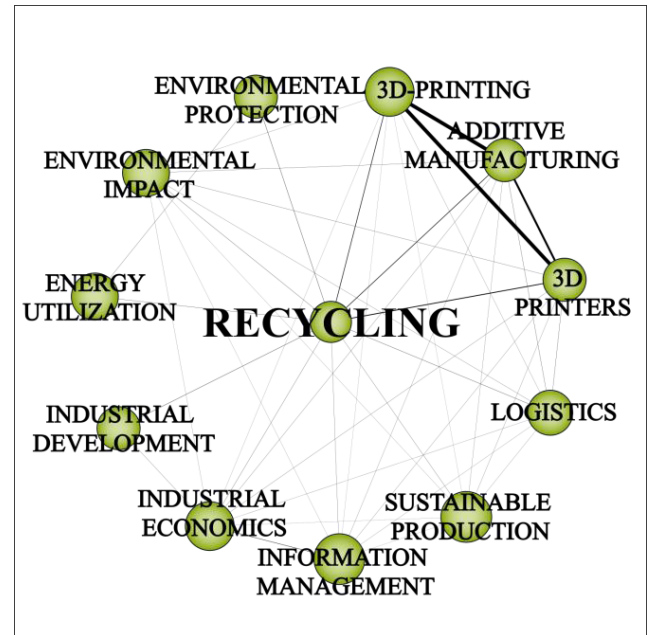 ENVIRONMENTAL
PROTECTION
3D-PRINTING
ADDITIVE
MANUFACTURING
ENVIRONMENTAL
IMPACT
ENERGY
UTILIZATION
3D
PRINTERS
RECYCLING
INDUSTRIAL
DEVELOPMENT
LOGISTICS
INDUSTRIAL
ECONOMICS
SUSTAINABLE
PRODUCTION
INFORMATION
MANAGEMENT